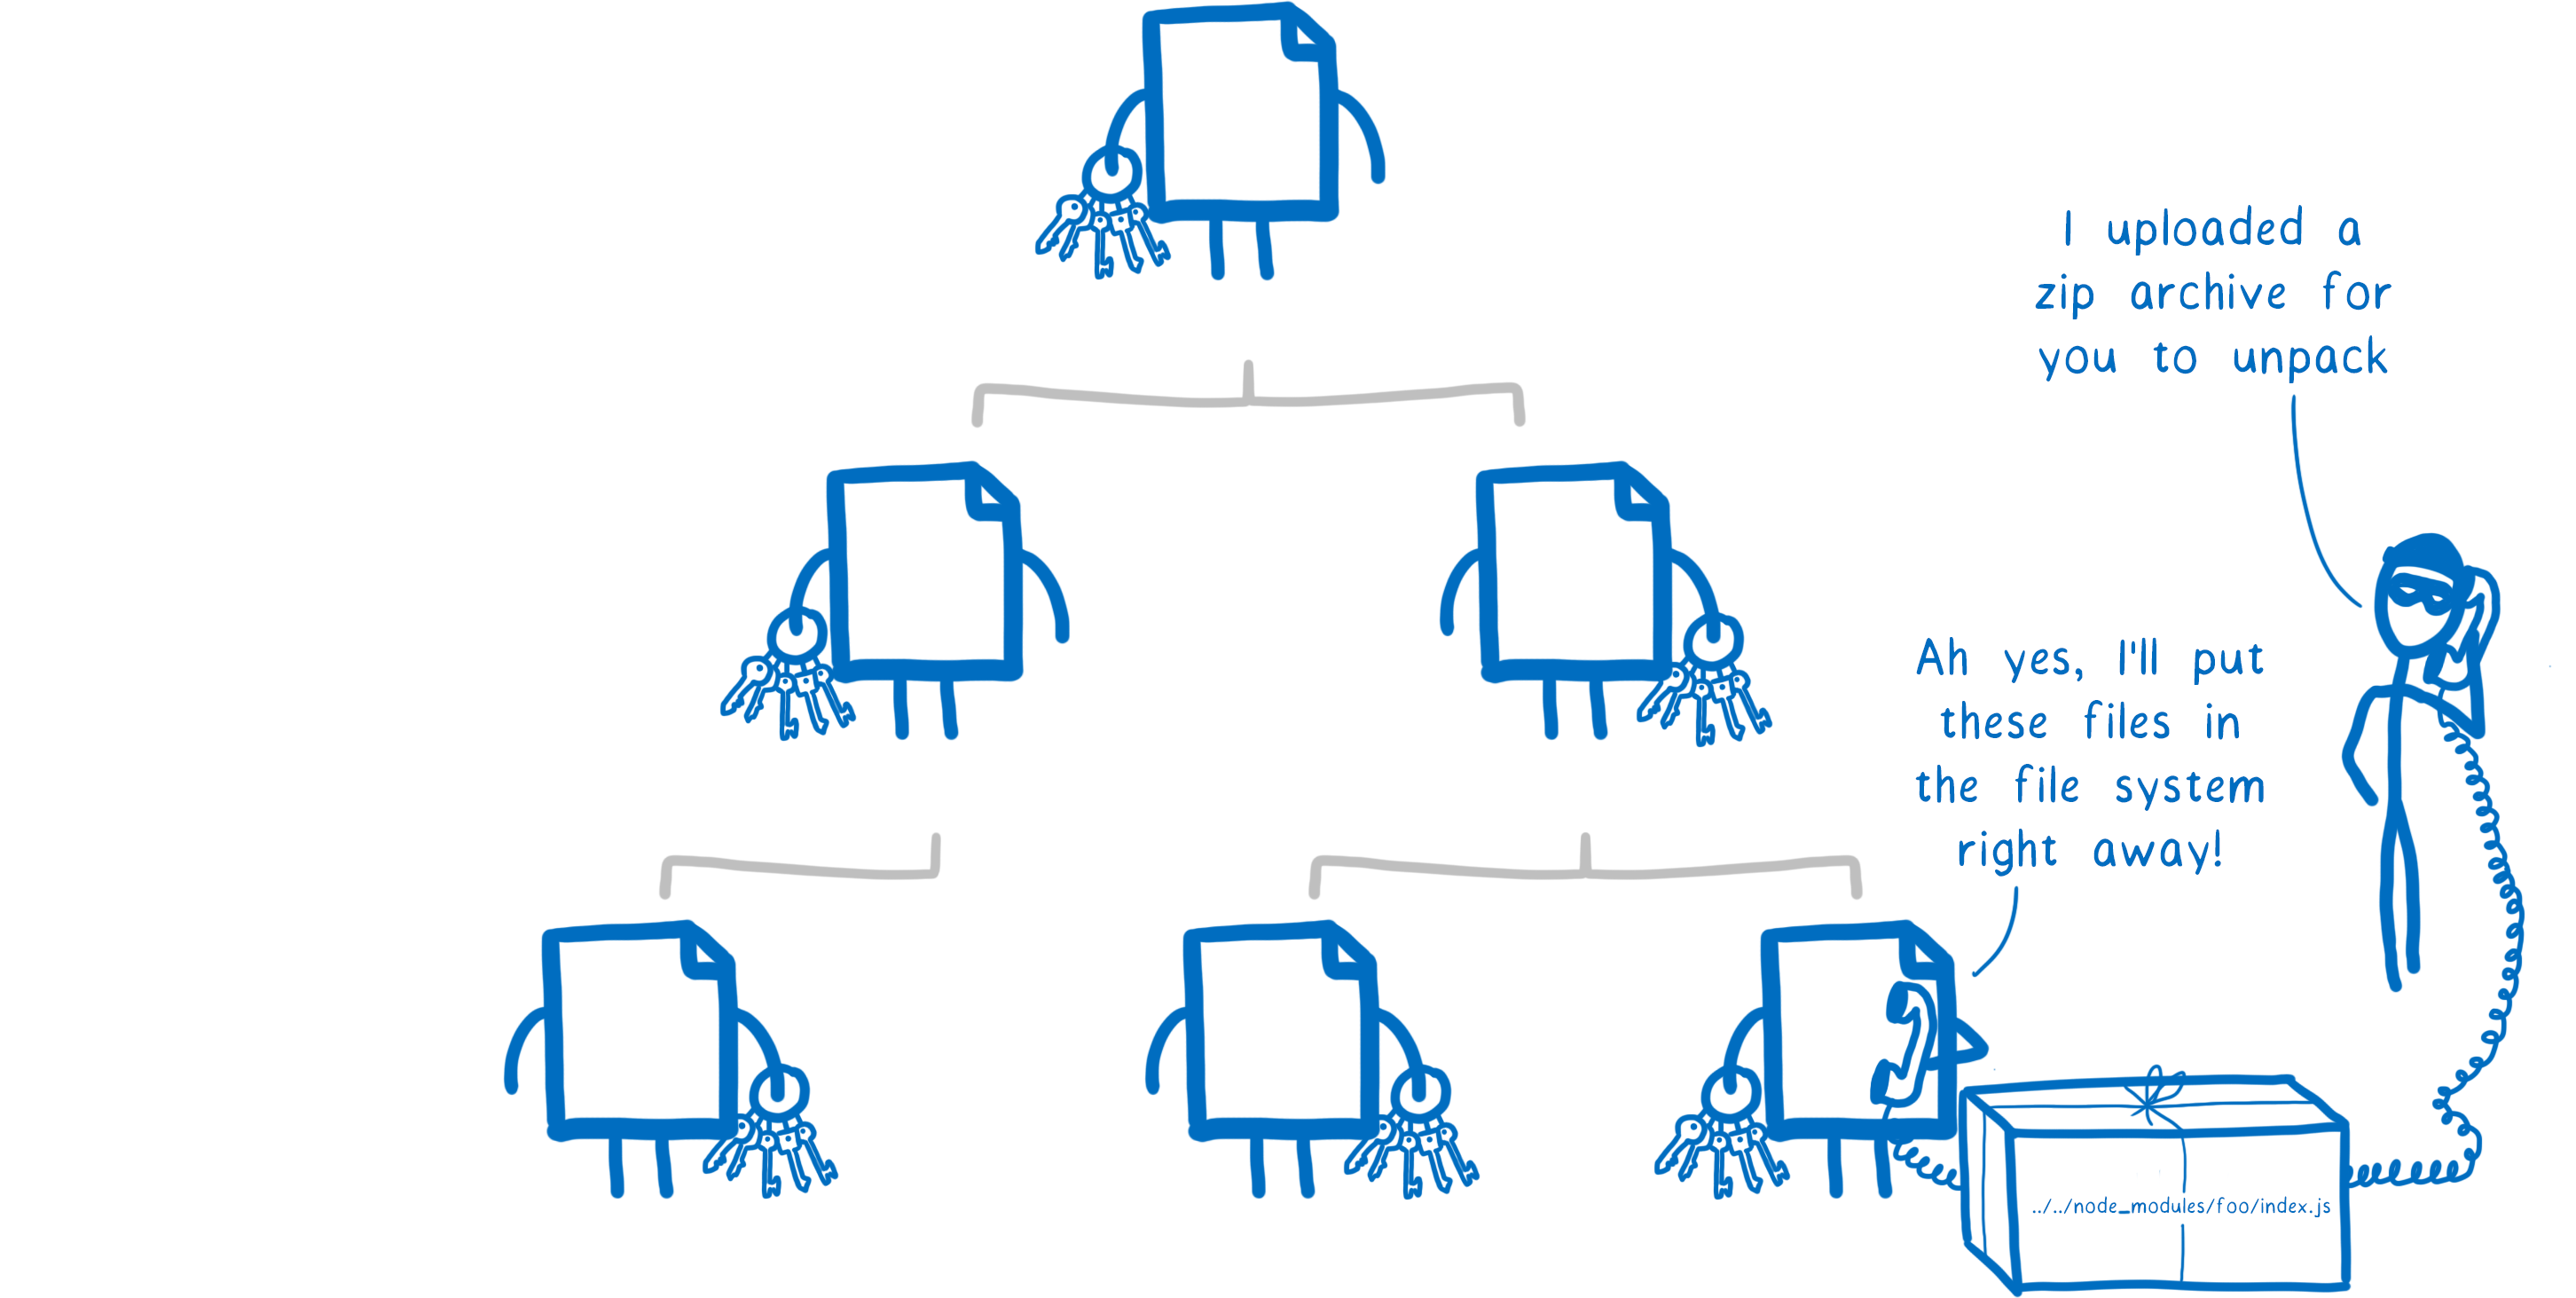 I uploaded a
zip archive for
you to unpack
Ah yes, I'll put
these files in
the file system
right away!
../../node_modules/foo/index.js